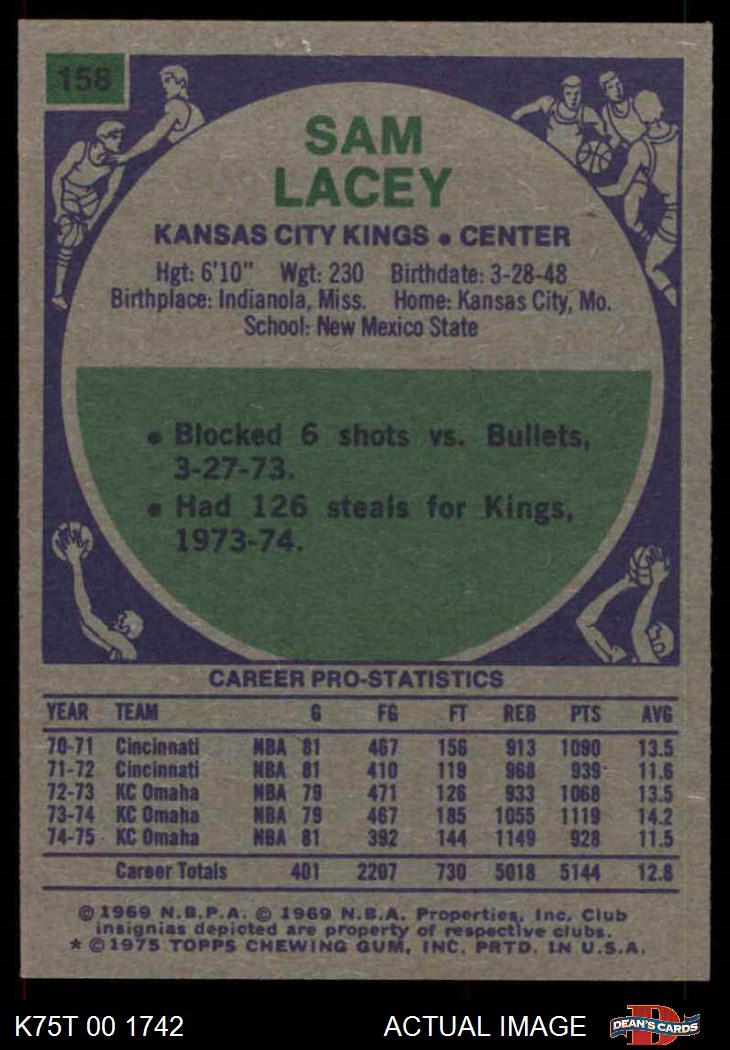 158
SAM
LACEY
KANSAS CITY KINGS • CENTER
Hgt: 6'10" Wgt: 230 Birthdate: 3-28-48
Birthplace: Indianola, Miss. Home: Kansas City, Mo.
School: New Mexico State
• Blocked 6 shots vs. Bullets,
3-27-73.
• Had 126 steals for Kings,
1973-74.
CAREER PRO-STATISTICS
YEAR TEAM G FG FT REB PTS AVG
70-71 Cincinnati NBA 81 467 156 913 1090 13.5
71-72 Cincinnati NBA 81 410 119 968 939 11.6
72-73 KC Omaha NBA 79 471 126 933 1068 13.5
73-74 KC Omaha NBA 79 467 185 1055 1119 14.2
74-75 KC Omaha NBA 81 392 144 1149 928 11.5
Career Totals 401 2207 730 5018 5144 12.8
© 1969 N.B.P.A. © 1969 N.B.A. Properties, Inc. Club
insignias depicted are property of respective clubs.
* © 1975 TOPPS CHEWING GUM, INC. PRTD. IN U.S.A.
K75T 00 1742 ACTUAL IMAGE D DEAN'S CARDS